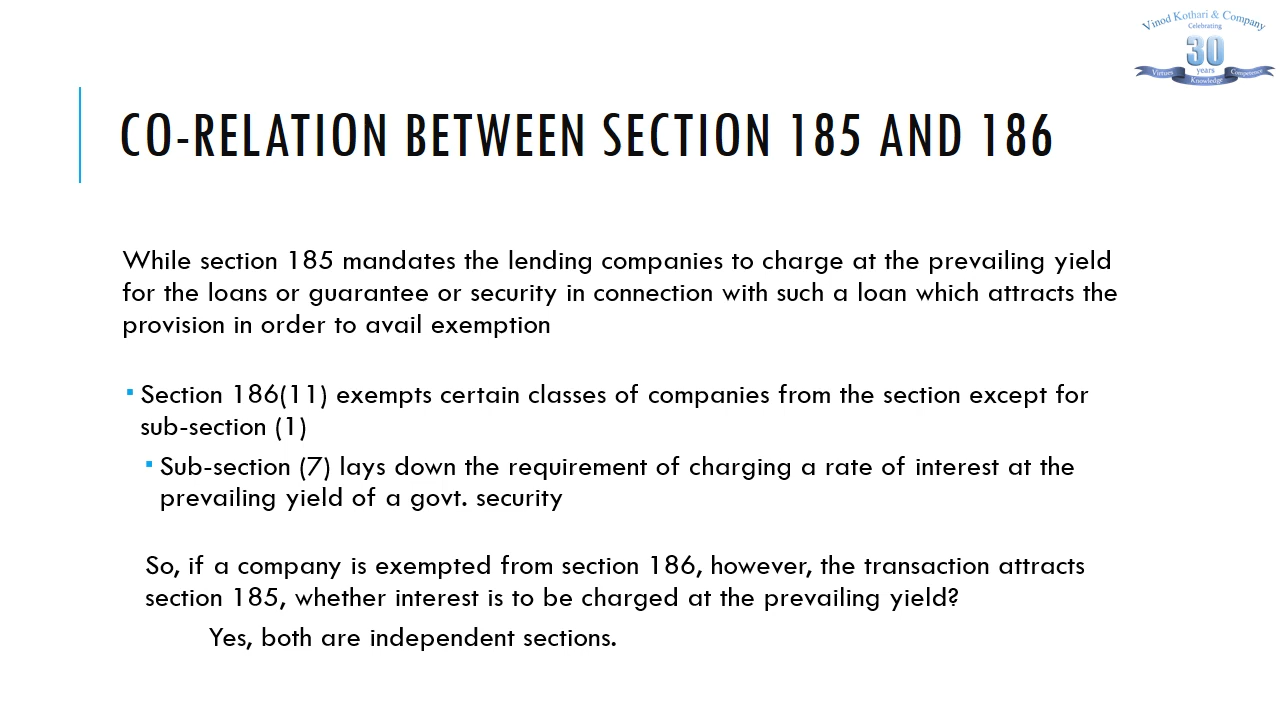 Vinod Kothari & Company
Celebrating
30
years
Virtues
Knowledge
Competence
CO-RELATION BETWEEN SECTION 185 AND 186
While section 185 mandates the lending companies to charge at the prevailing yield
for the loans or guarantee or security in connection with such a loan which attracts the
provision in order to avail exemption
▪ Section 186(11) exempts certain classes of companies from the section except for
sub-section (1)
▪ Sub-section (7) lays down the requirement of charging a rate of interest at the
prevailing yield of a govt. security
So, if a company is exempted from section 186, however, the transaction attracts
section 185, whether interest is to be charged at the prevailing yield?
Yes, both are independent sections.